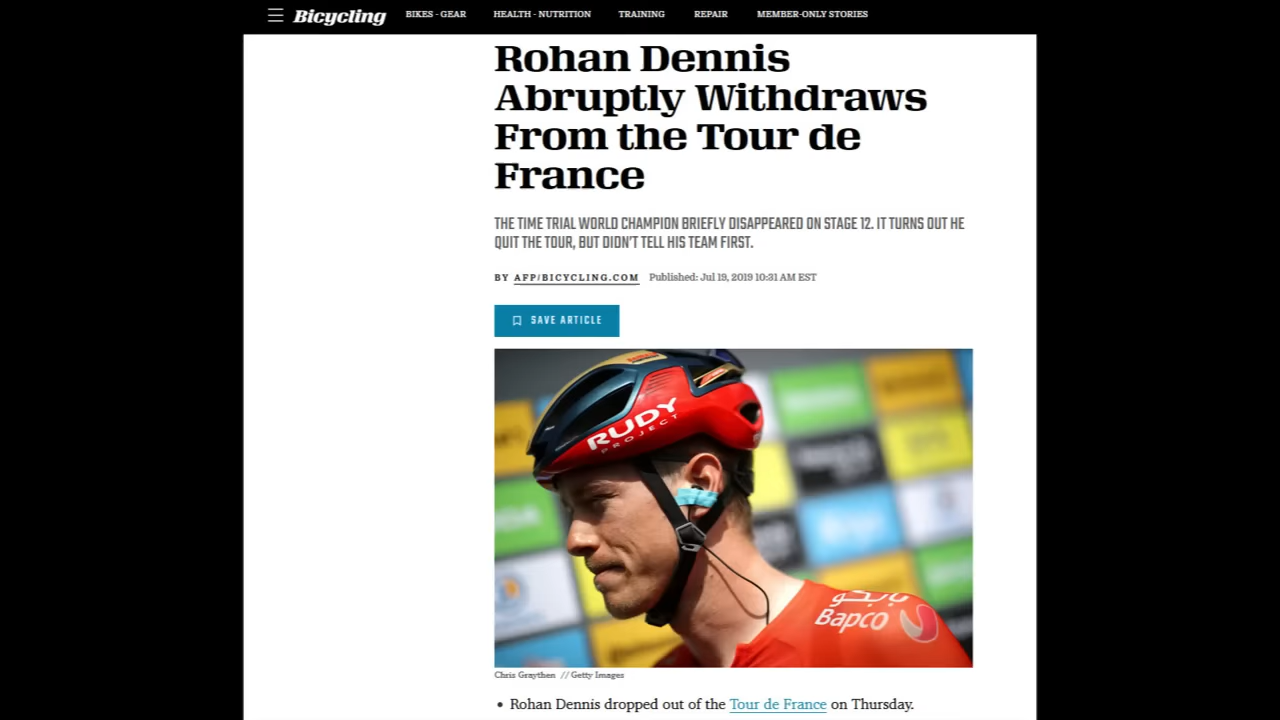 Bicycling
BIKES - GEAR
HEALTH - NUTRITION
TRAINING
REPAIR
MEMBER-ONLY STORIES
Rohan Dennis
Abruptly Withdraws
From the Tour de
France
THE TIME TRIAL WORLD CHAMPION BRIEFLY DISAPPEARED ON STAGE 12. IT TURNS OUT HE
QUIT THE TOUR, BUT DIDN'T TELL HIS TEAM FIRST.
BY AFP/BICYCLING.COM Published: Jul 19, 2019 10:31 AM EST
SAVE ARTICLE
RUDY
PROJECT
بابكو
Bapco
Chris Graythen // Getty Images
• Rohan Dennis dropped out of the Tour de France on Thursday.